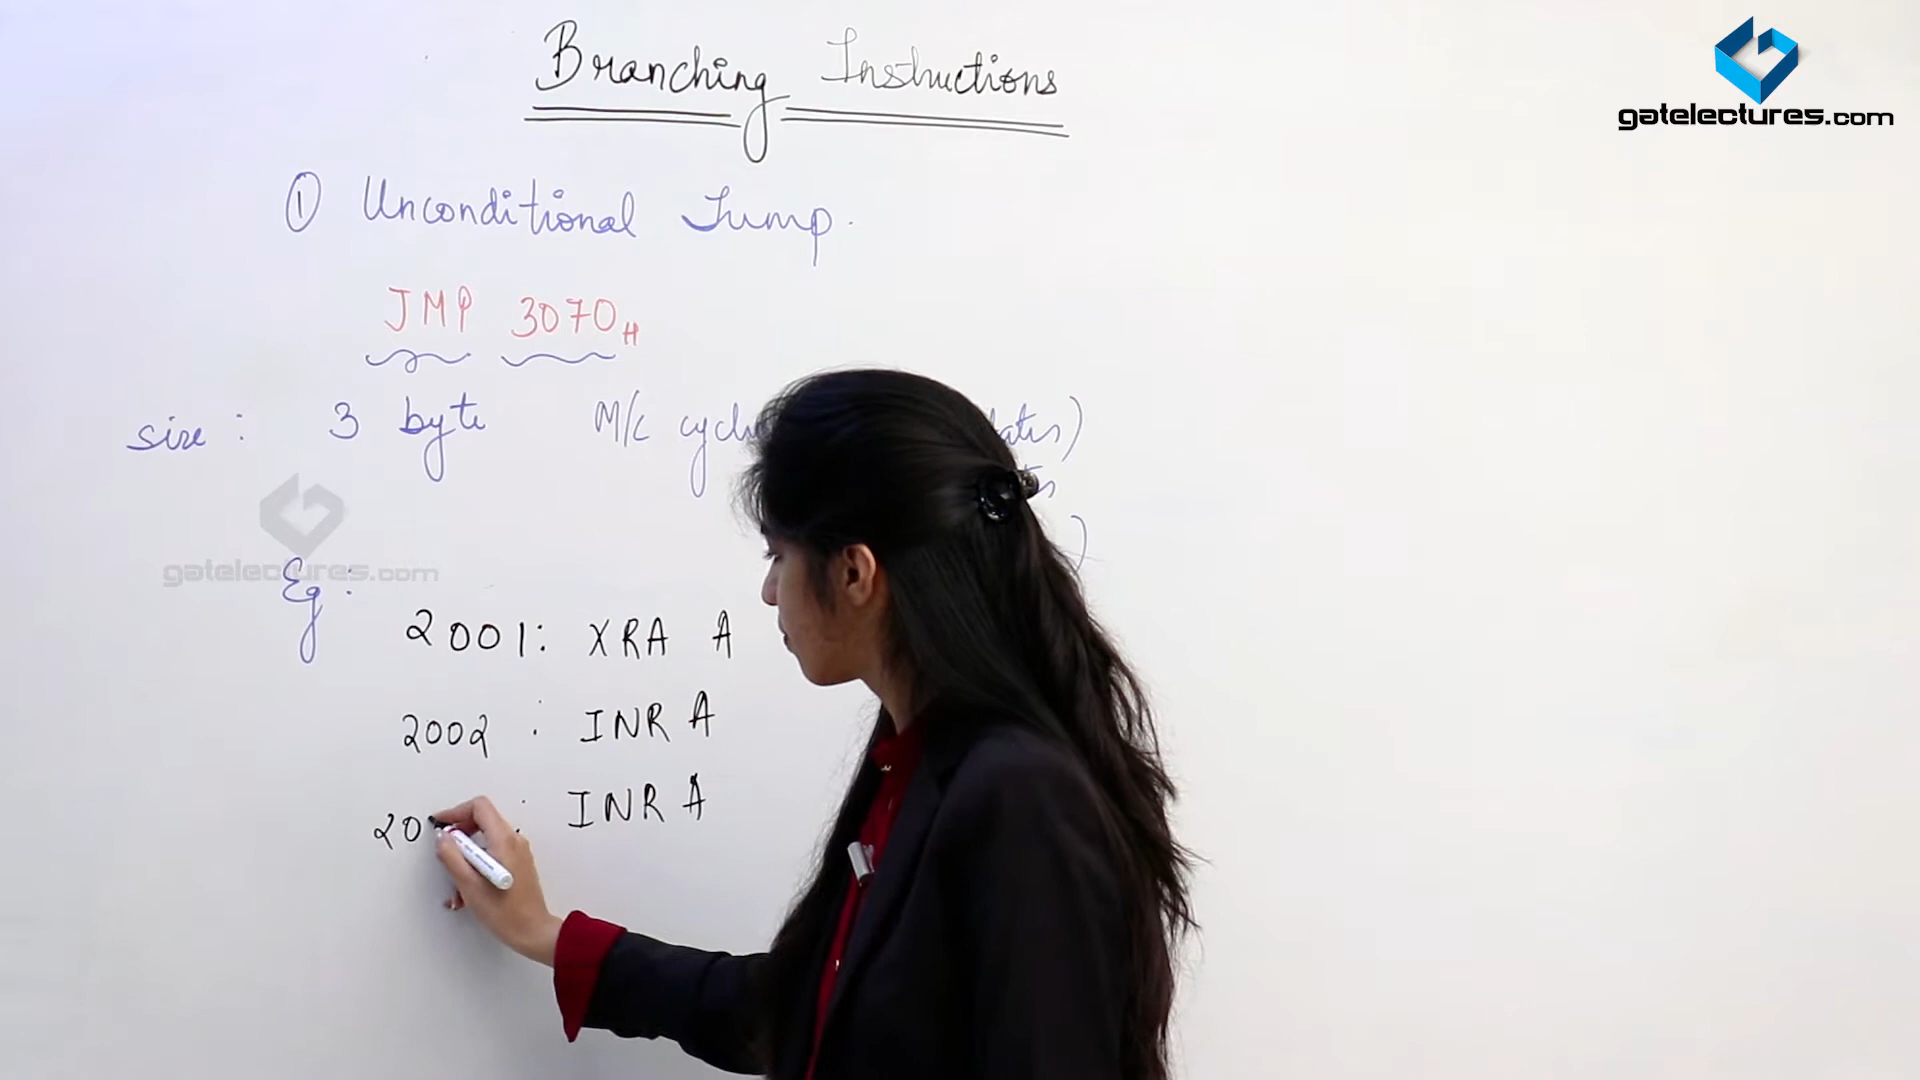 Branching Instructions
gatelectures.com
① Unconditional Jump.
JMP 3070H
size : 3 byte M/C
gatelectures.com
Eg :
2001: XRA A
2002 : INR A
20 : INR A